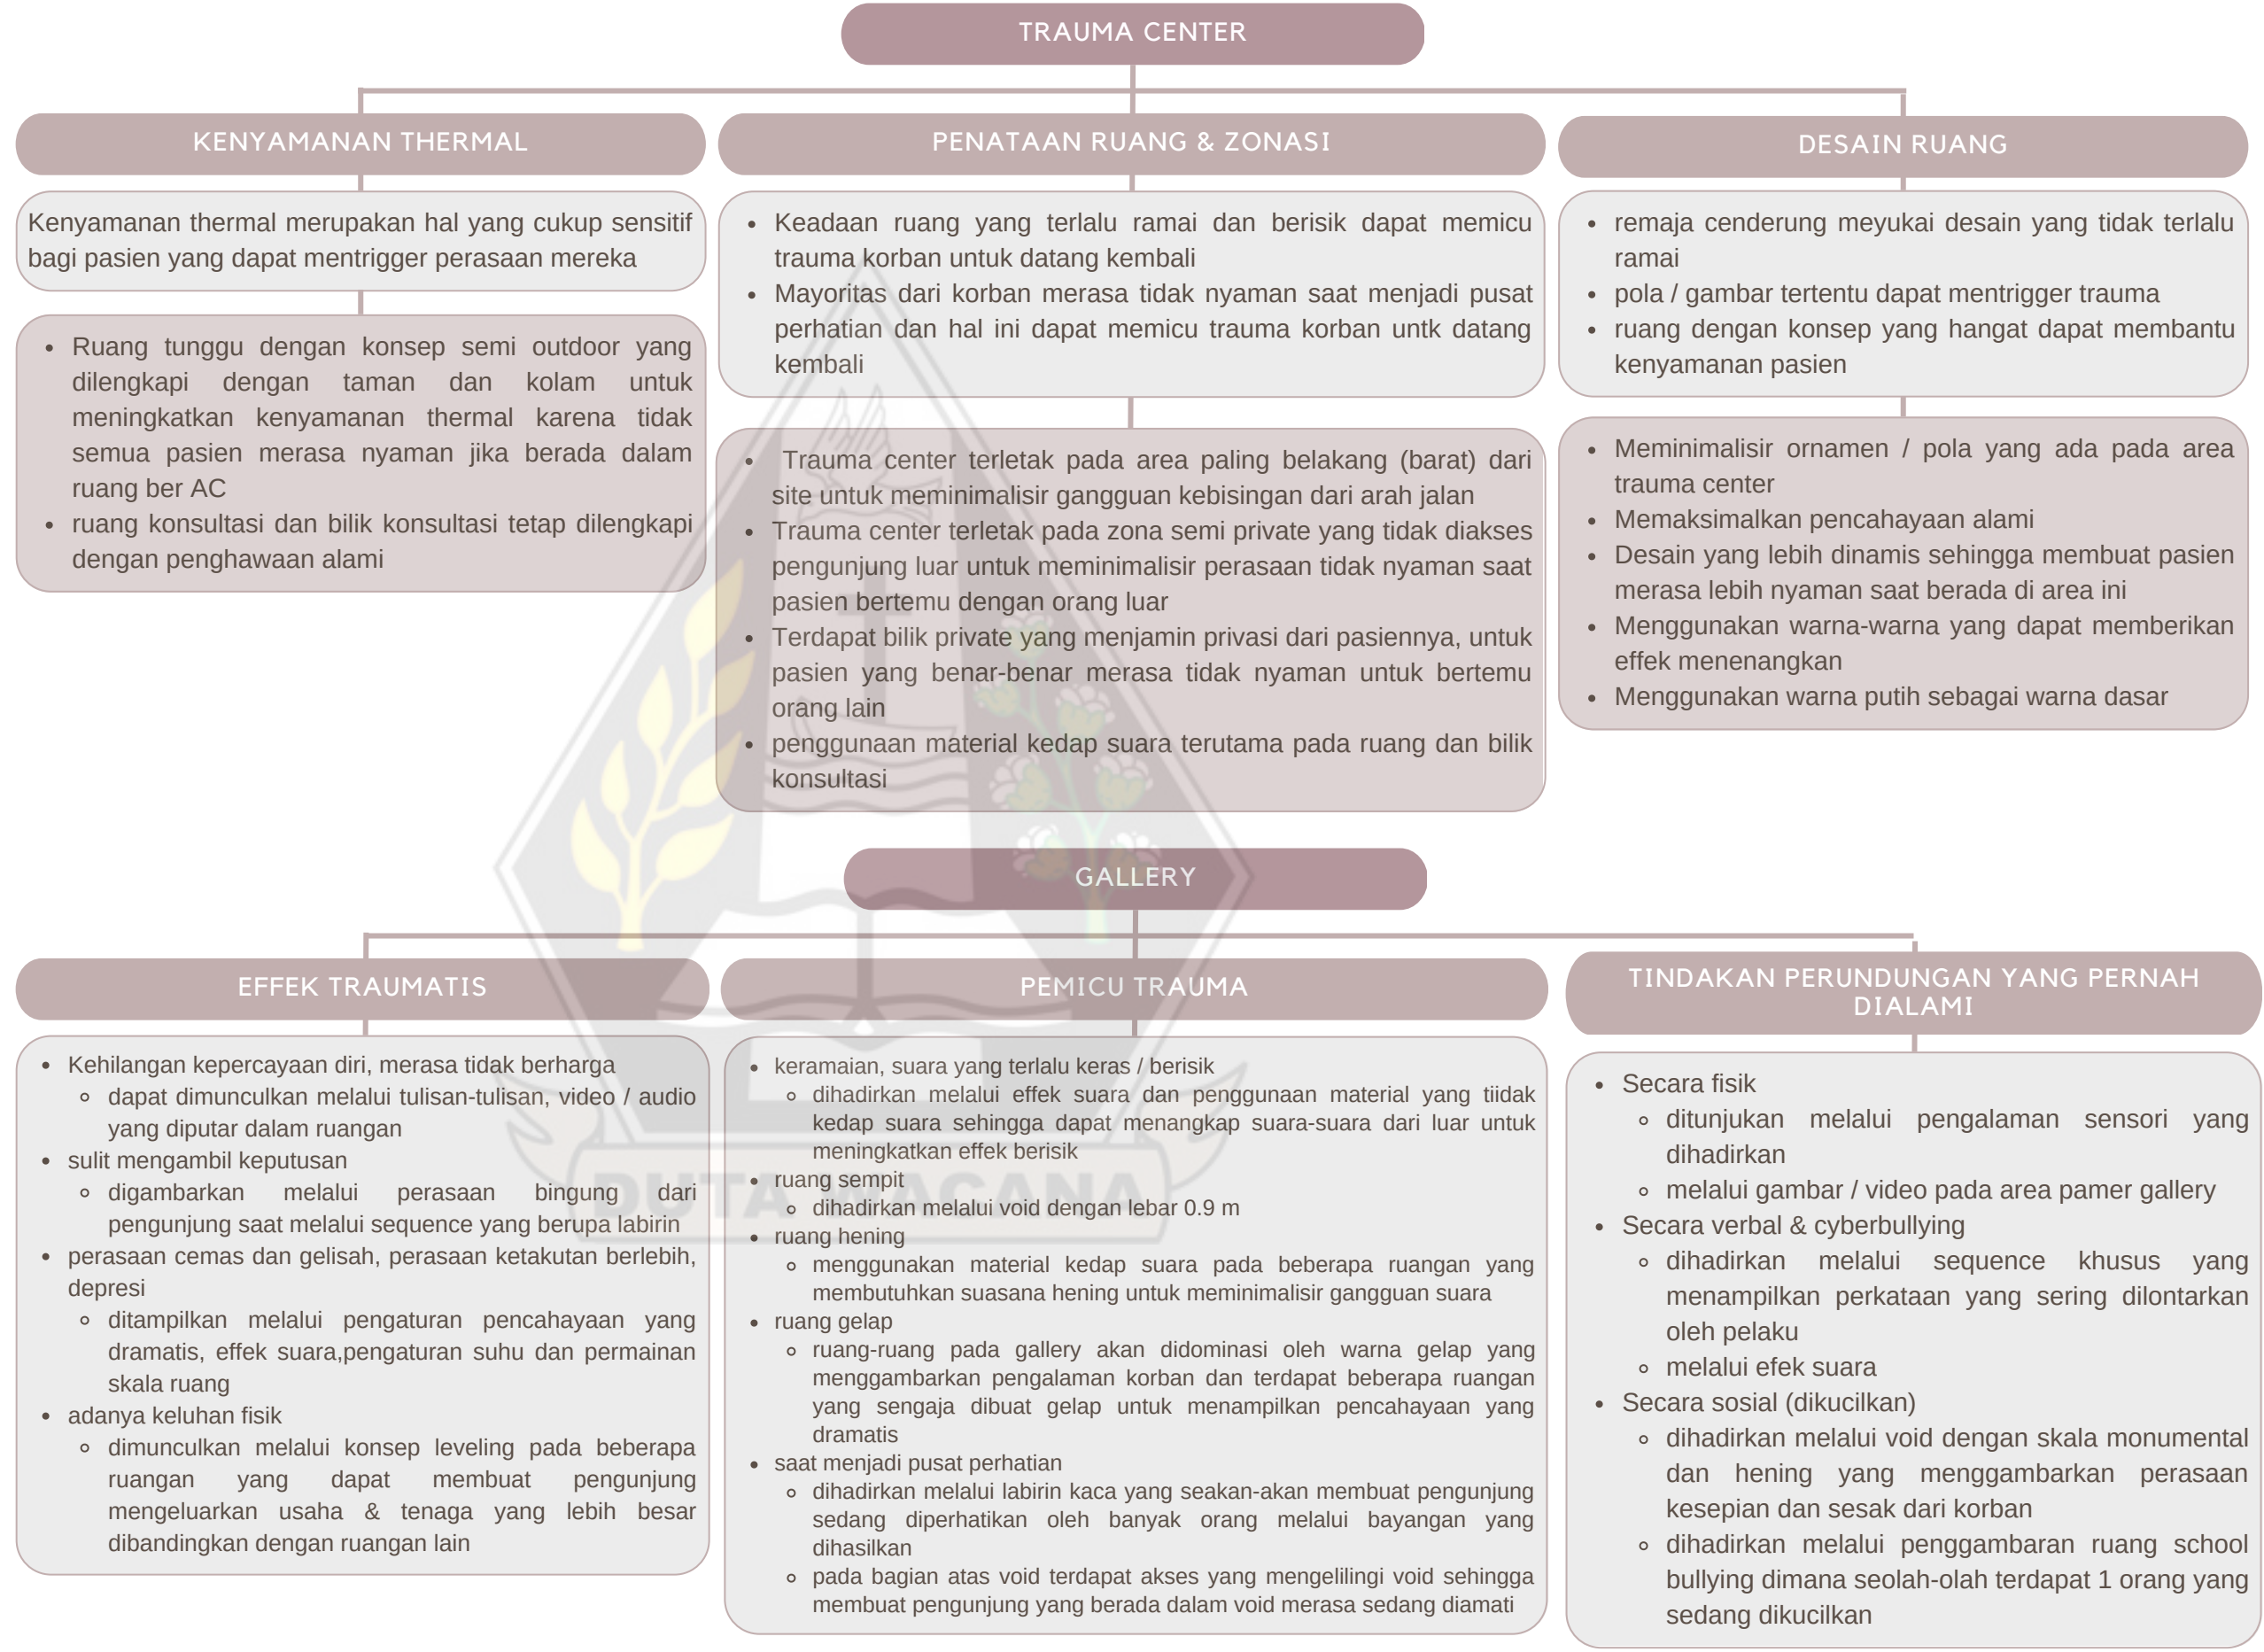 TRAUMA CENTER
KENYAMANAN THERMAL
Kenyamanan thermal merupakan hal yang cukup sensitif
bagi pasien yang dapat mentrigger perasaan mereka
• Ruang tunggu dengan konsep semi outdoor yang
dilengkapi dengan taman dan kolam untuk
meningkatkan kenyamanan thermal karena tidak
semua pasien merasa nyaman jika berada dalam
ruang ber AC
• ruang konsultasi dan bilik konsultasi tetap dilengkapi
dengan penghawaan alami
PENATAAN RUANG & ZONASI
• Keadaan ruang yang terlalu ramai dan berisik dapat memicu
trauma korban untuk datang kembali
• Mayoritas dari korban merasa tidak nyaman saat menjadi pusat
perhatian dan hal ini dapat memicu trauma korban untk datang
kembali
• Trauma center terletak pada area paling belakang (barat) dari
site untuk meminimalisir gangguan kebisingan dari arah jalan
• Trauma center terletak pada zona semi private yang tidak diakses
pengunjung luar untuk meminimalisir perasaan tidak nyaman saat
pasien bertemu dengan orang luar
• Terdapat bilik private yang menjamin privasi dari pasiennya, untuk
pasien yang benar-benar merasa tidak nyaman untuk bertemu
orang lain
• penggunaan material kedap suara terutama pada ruang dan bilik
konsultasi
DESAIN RUANG
• remaja cenderung meyukai desain yang tidak terlalu
ramai
• pola / gambar tertentu dapat mentrigger trauma
• ruang dengan konsep yang hangat dapat membantu
kenyamanan pasien
• Meminimalisir ornamen / pola yang ada pada area
trauma center
• Memaksimalkan pencahayaan alami
• Desain yang lebih dinamis sehingga membuat pasien
merasa lebih nyaman saat berada di area ini
• Menggunakan warna-warna yang dapat memberikan
effek menenangkan
• Menggunakan warna putih sebagai warna dasar
GALLERY
EFFEK TRAUMATIS
• Kehilangan kepercayaan diri, merasa tidak berharga
◦ dapat dimunculkan melalui tulisan-tulisan, video / audio
yang diputar dalam ruangan
• sulit mengambil keputusan
◦ digambarkan melalui perasaan bingung dari
pengunjung saat melalui sequence yang berupa labirin
• perasaan cemas dan gelisah, perasaan ketakutan berlebih,
depresi
◦ ditampilkan melalui pengaturan pencahayaan yang
dramatis, effek suara,pengaturan suhu dan permainan
skala ruang
• adanya keluhan fisik
◦ dimunculkan melalui konsep leveling pada beberapa
ruangan yang dapat membuat pengunjung
mengeluarkan usaha & tenaga yang lebih besar
dibandingkan dengan ruangan lain
PEMICU TRAUMA
• keramaian, suara yang terlalu keras / berisik
◦ dihadirkan melalui effek suara dan penggunaan material yang tiidak
kedap suara sehingga dapat menangkap suara-suara dari luar untuk
meningkatkan effek berisik
• ruang sempit
◦ dihadirkan melalui void dengan lebar 0.9 m
• ruang hening
◦ menggunakan material kedap suara pada beberapa ruangan yang
membutuhkan suasana hening untuk meminimalisir gangguan suara
• ruang gelap
◦ ruang-ruang pada gallery akan didominasi oleh warna gelap yang
menggambarkan pengalaman korban dan terdapat beberapa ruangan
yang sengaja dibuat gelap untuk menampilkan pencahayaan yang
dramatis
• saat menjadi pusat perhatian
◦ dihadirkan melalui labirin kaca yang seakan-akan membuat pengunjung
sedang diperhatikan oleh banyak orang melalui bayangan yang
dihasilkan
◦ pada bagian atas void terdapat akses yang mengelilingi void sehingga
membuat pengunjung yang berada dalam void merasa sedang diamati
TINDAKAN PERUNDUNGAN YANG PERNAH
DIALAMI
• Secara fisik
◦ ditunjukan melalui pengalaman sensori yang
dihadirkan
◦ melalui gambar / video pada area pamer gallery
• Secara verbal & cyberbullying
◦ dihadirkan melalui sequence khusus yang
menampilkan perkataan yang sering dilontarkan
oleh pelaku
◦ melalui efek suara
• Secara sosial (dikucilkan)
◦ dihadirkan melalui void dengan skala monumental
dan hening yang menggambarkan perasaan
kesepian dan sesak dari korban
◦ dihadirkan melalui penggambaran ruang school
bullying dimana seolah-olah terdapat 1 orang yang
sedang dikucilkan
DUTA WACANA